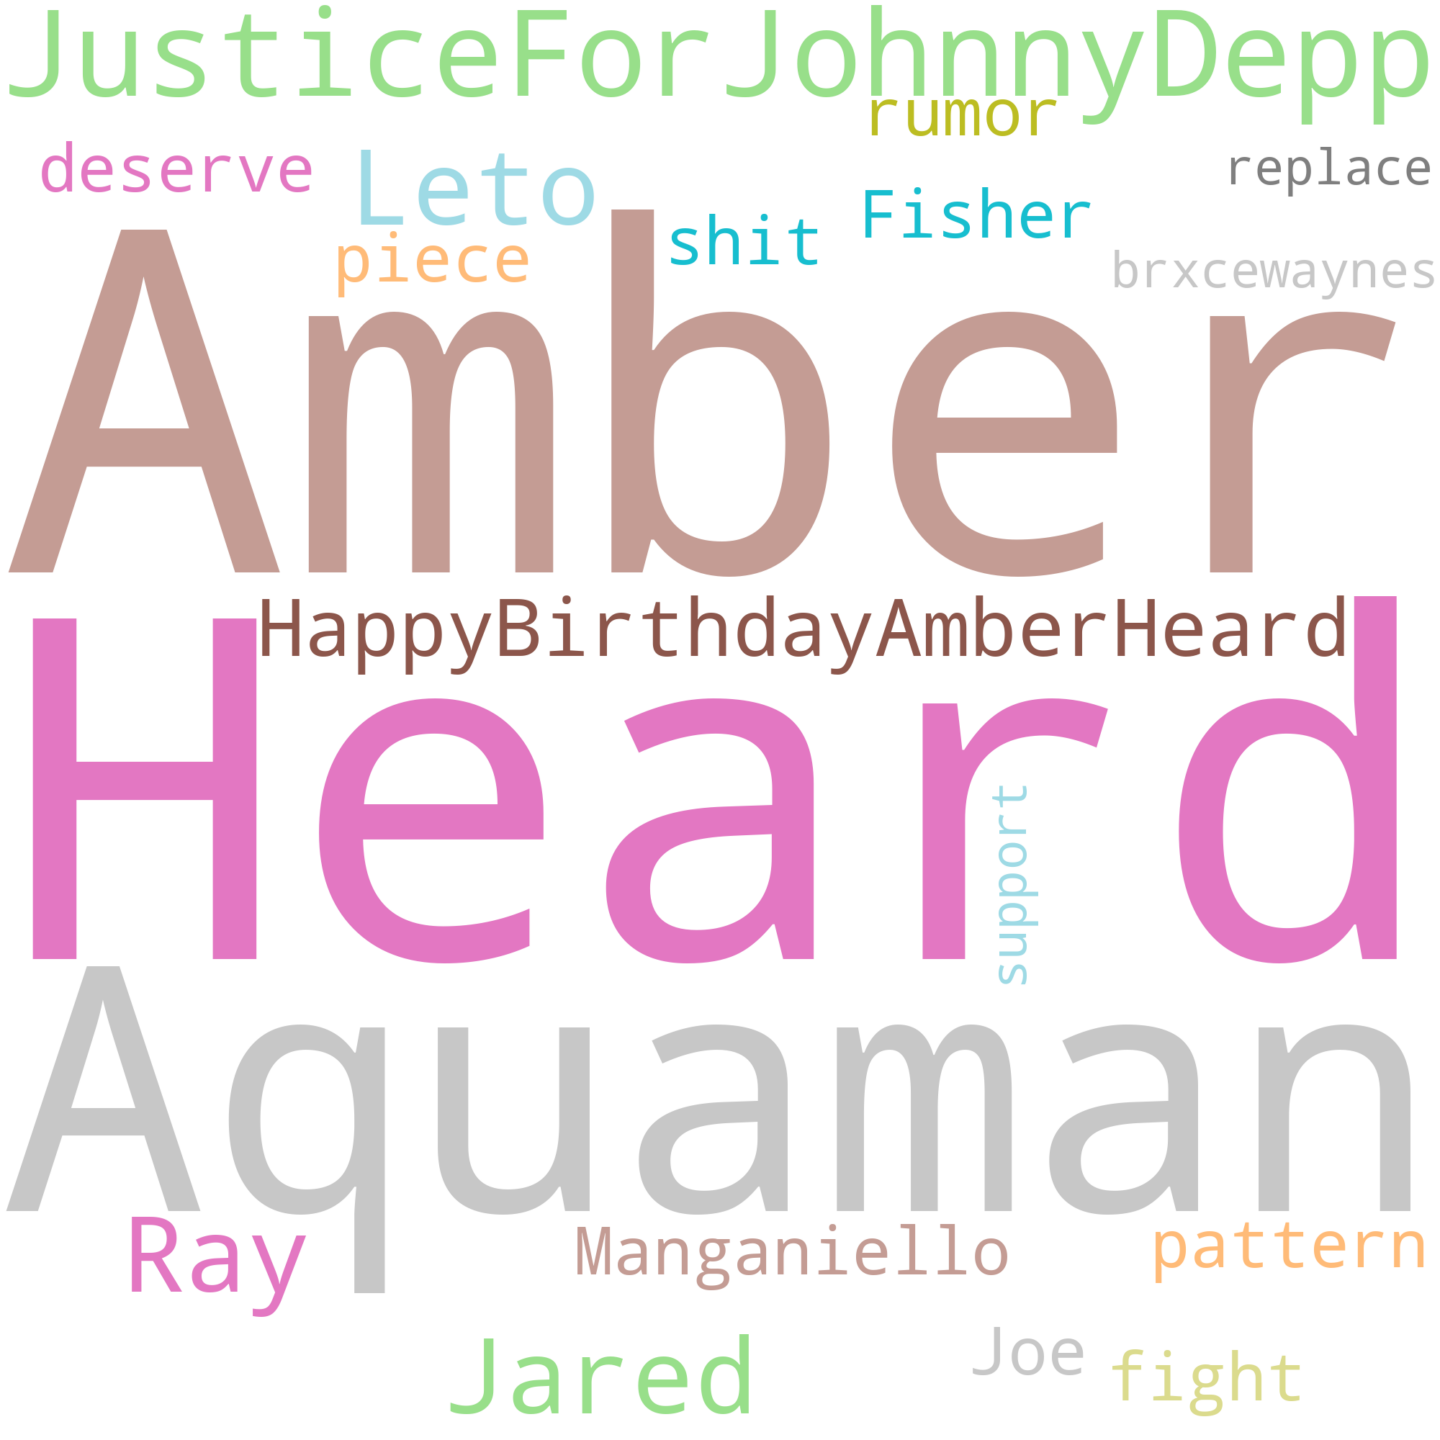 JusticeForJohnnyDepp
rumor
deserve
Leto
replace
Fisher
shit
piece
brxcewaynes
Amber
HappyBirthdayAmberHeard
Heard
support
Aquaman
Ray
Manganiello
pattern
Jared
Joe
fight